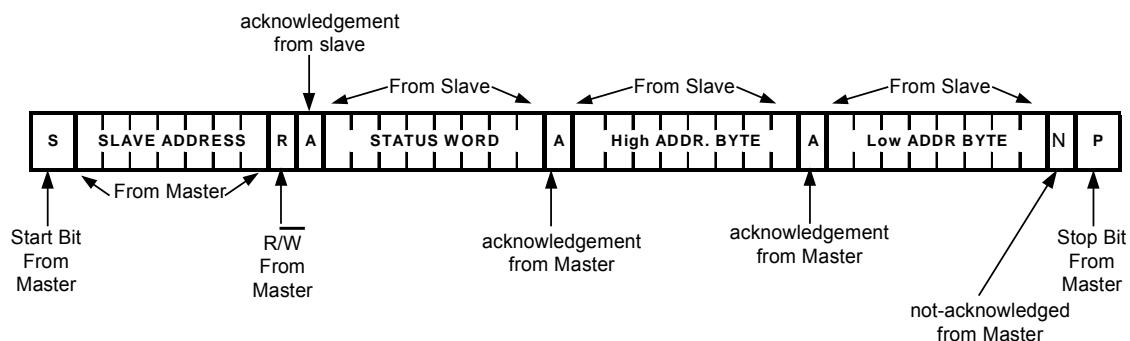 acknowledgement
from slave
From Slave
From Slave
From Slave
S SLAVE ADDRESS R A STATUS WORD A High ADDR. BYTE A Low ADDR BYTE N P
From Master
Start Bit
From
Master
R/W
From
Master
acknowledgement
from Master
acknowledgement
from Master
Stop Bit
From
Master
not-acknowledged
from Master